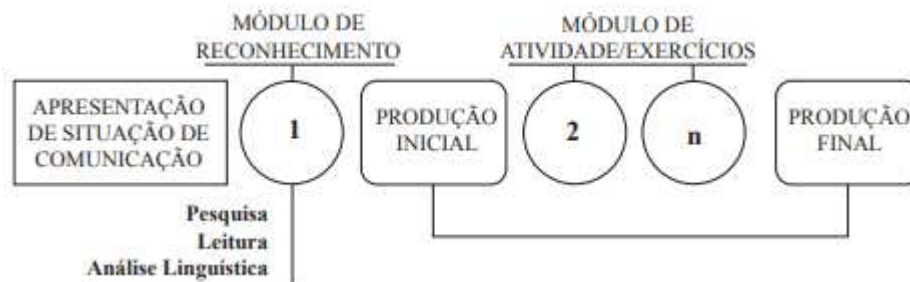 MÓDULO DE
RECONHECIMENTO
MÓDULO DE
ATIVIDADE/EXERCÍCIOS
APRESENTAÇÃO
DE SITUAÇÃO DE
COMUNICAÇÃO
1
PRODUÇÃO
INICIAL
2
n
PRODUÇÃO
FINAL
Pesquisa
Leitura
Análise Linguística